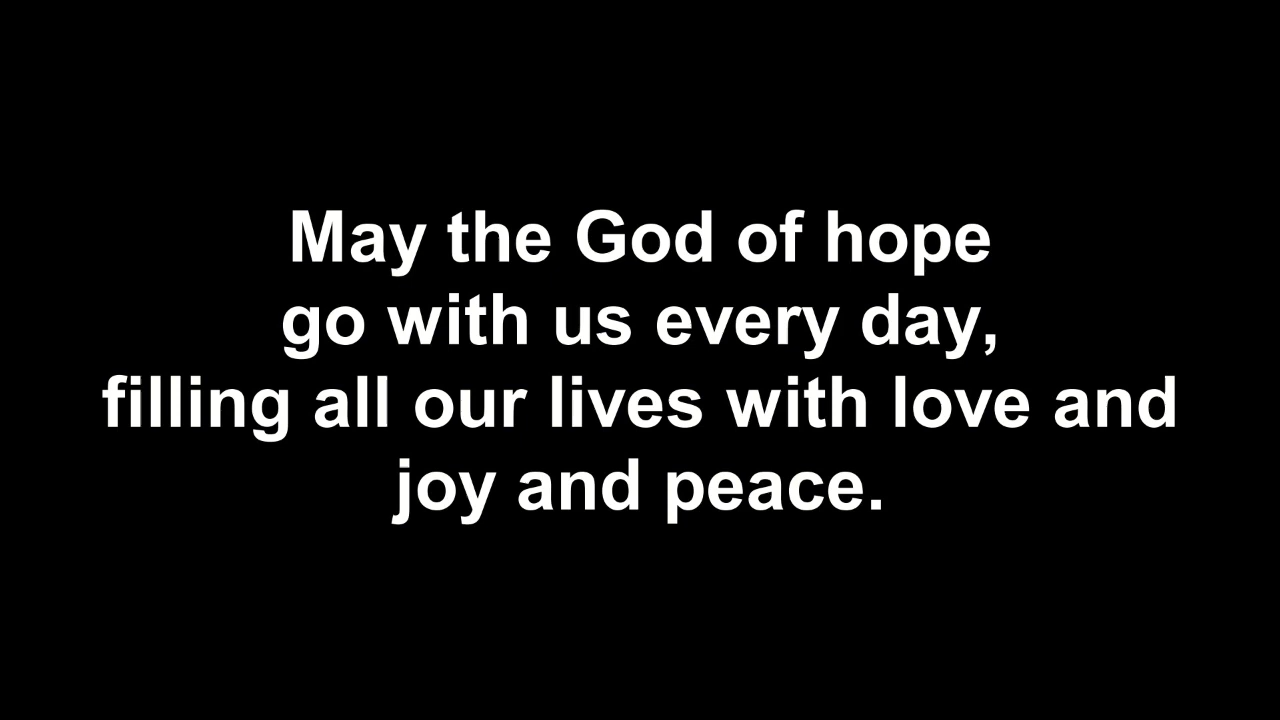 May the God of hope
go with us every day,
filling all our lives with love and
joy and peace.